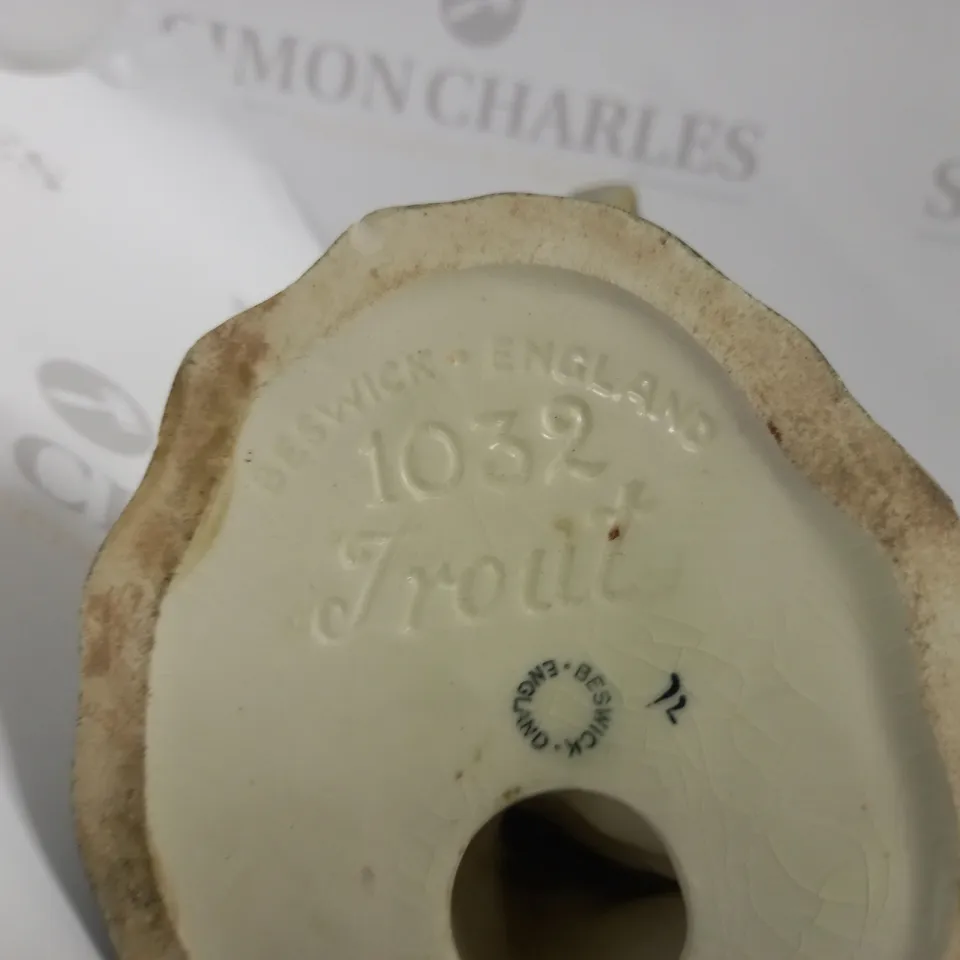 SIMON CHARLES
BESWICK · ENGLAND
1032
Trout
BESWICK · ENGLAND ·